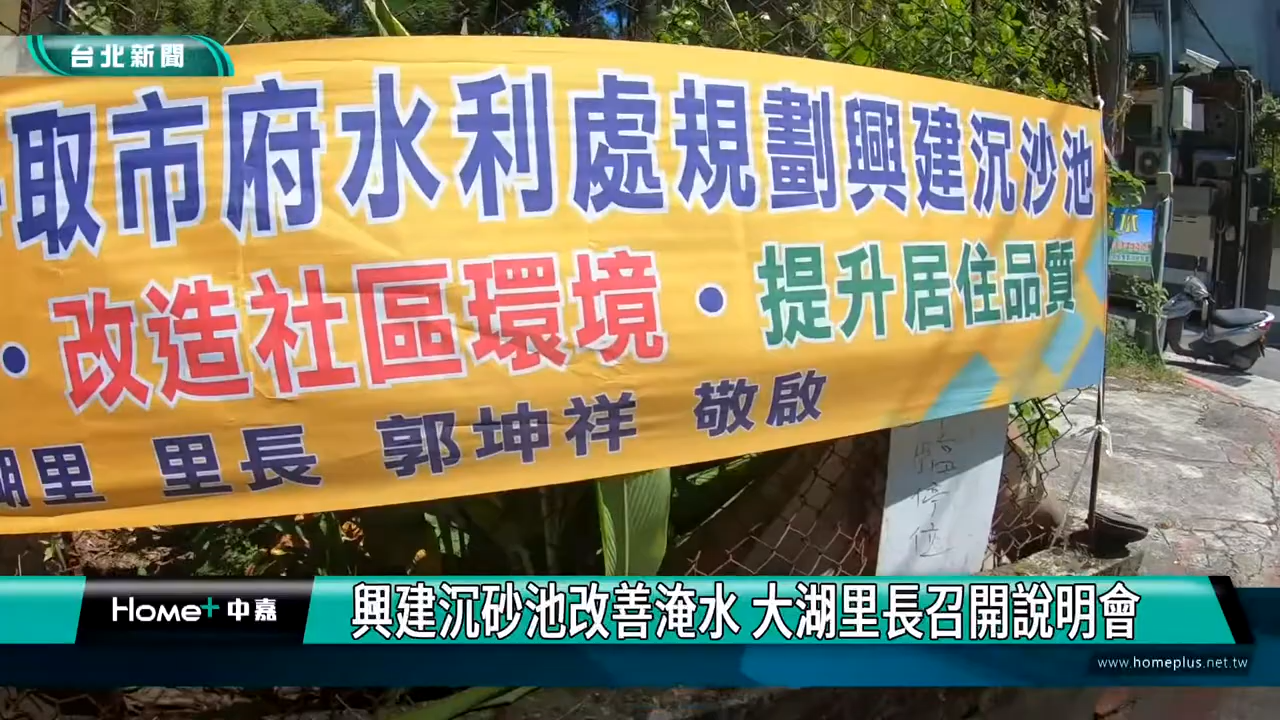 台北新聞
取市府水利處規劃興建沉沙池
·改造社區環境·提升居住品質
湖里 里長 郭坤祥 敬啟
停位
Home+中嘉
興建沉砂池改善淹水 大湖里長召開說明會
www.homeplus.net.tw